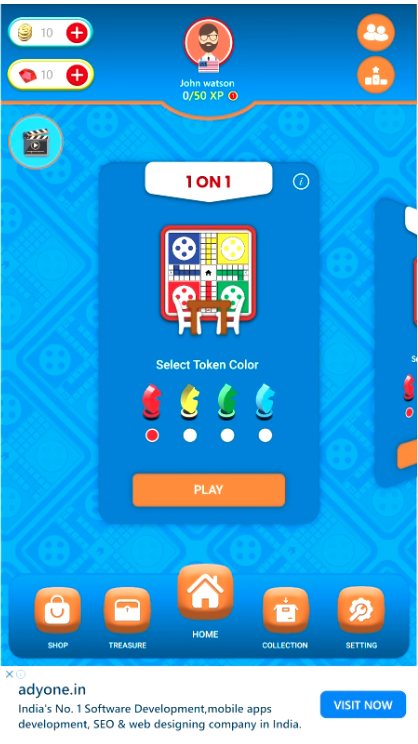 10
10
John watson
0/50 XP
1 ON 1
i
Select Token Color
PLAY
SHOP
TREASURE
HOME
COLLECTION
SETTING
adyone.in
India's No. 1 Software Development,mobile apps
development, SEO & web designing company in India.
VISIT NOW